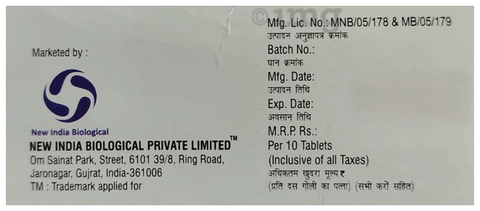 Marketed by :
New India Biological
NEW INDIA BIOLOGICAL PRIVATE LIMITED™
Om Sainat Park, Street, 6101 39/8, Ring Road,
Jaronagar, Gujrat, India-361006
TM : Trademark applied for
Mfg. Lic. No.: MNB/05/178 & MB/05/179
उत्पादन अनुज्ञापत्र क्रमांक
Batch No.:
घान क्रमांक
Mfg. Date:
उत्पादन तिथि
Exp. Date:
अवसान तिथि
M.R.P. Rs.:
Per 10 Tablets
(Inclusive of all Taxes)
अधिकतम खुदरा मूल्य ₹
(प्रति दस गोली का पत्ता) (सभी करों सहित)